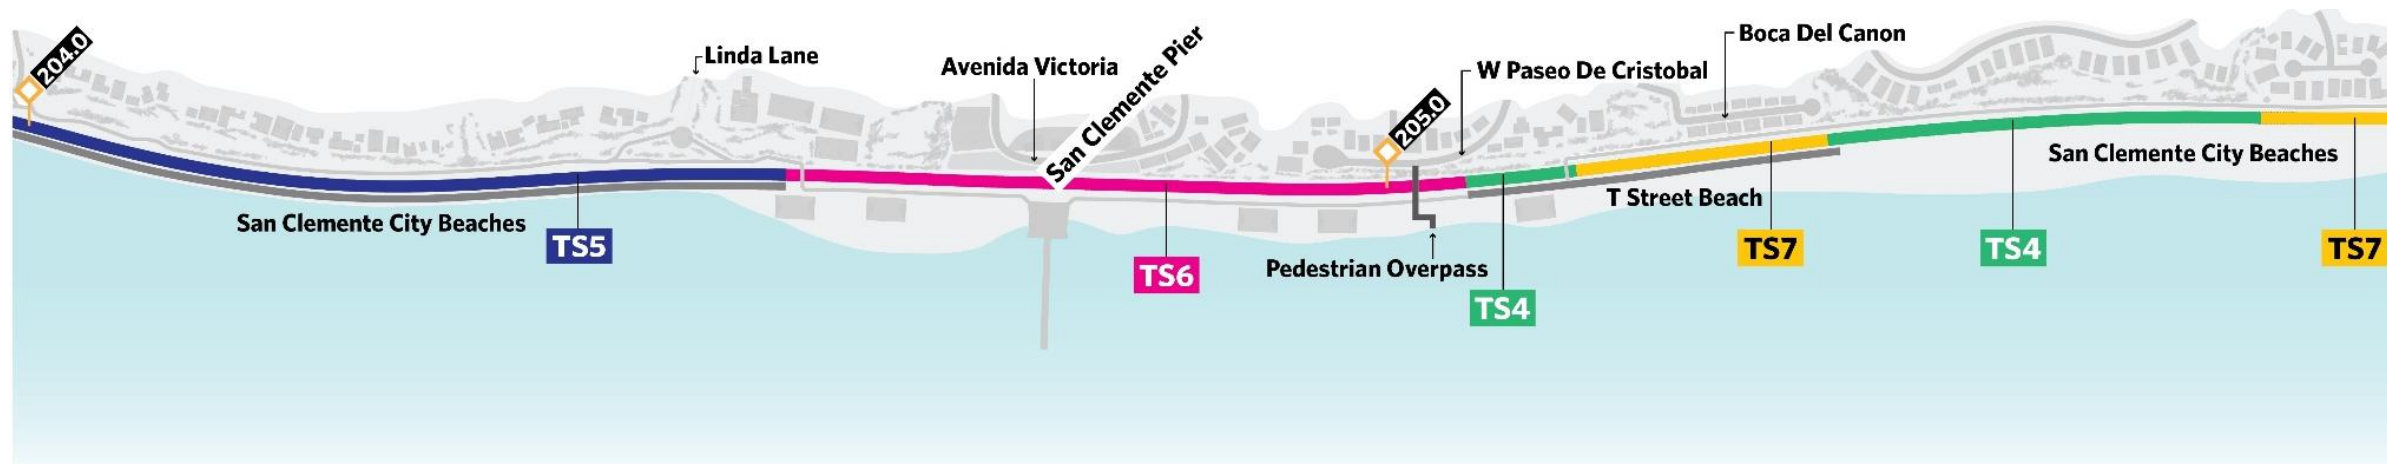 204.0
Linda Lane
Avenida Victoria
San Clemente Pier
205.0
W Paseo De Cristobal
Boca Del Canon
San Clemente City Beaches
TS5
TS6
Pedestrian Overpass
TS4
T Street Beach
TS7
TS4
San Clemente City Beaches
TS7